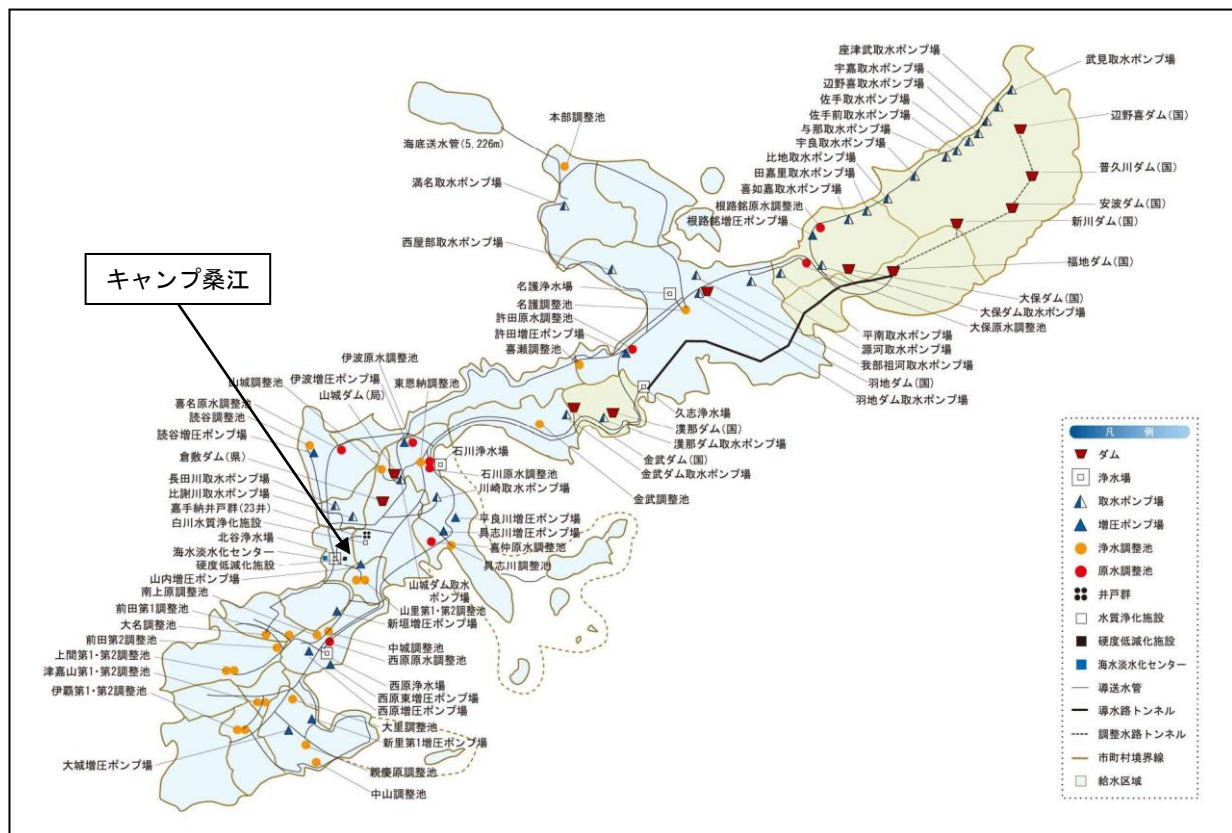 座津武取水ポンプ場
宇嘉取水ポンプ場
辺野喜取水ポンプ場
佐手取水ポンプ場
佐手前取水ポンプ場
与那取水ポンプ場
宇良取水ポンプ場
比地取水ポンプ場
田嘉里取水ポンプ場
喜如嘉取水ポンプ場
根路銘原水調整池
根路銘増圧ポンプ場
武見取水ポンプ場
辺野喜ダム(国)
普久川ダム(国)
安波ダム(国)
新川ダム(国)
福地ダム(国)
大保ダム(国)
大保ダム取水ポンプ場
大保原水調整池
本部調整池
海底送水管(5,226m)
満名取水ポンプ場
西屋部取水ポンプ場
キャンプ桑江
名護浄水場
名護調整池
許田原水調整池
許田増圧ポンプ場
喜瀬調整池
平南取水ポンプ場
源河取水ポンプ場
我部祖河取水ポンプ場
羽地ダム(国)
羽地ダム取水ポンプ場
伊波原水調整池
伊波増圧ポンプ場
東恩納調整池
山城調整池
山城ダム(局)
喜名原水調整池
読谷調整池
読谷増圧ポンプ場
倉敷ダム(県)
長田川取水ポンプ場
比謝川取水ポンプ場
嘉手納井戸群(23井)
白川水質浄化施設
北谷浄水場
海水淡水化センター
硬度低減化施設
山内増圧ポンプ場
南上原調整池
前田第1調整池
大名調整池
前田第2調整池
上間第1・第2調整池
津嘉山第1・第2調整池
伊覇第1・第2調整池
大城増圧ポンプ場
久志浄水場
漢那ダム(国)
漢那ダム取水ポンプ場
金武ダム(国)
金武ダム取水ポンプ場
金武調整池
石川浄水場
石川原水調整池
川崎取水ポンプ場
平良川増圧ポンプ場
具志川増圧ポンプ場
喜仲原水調整池
具志川調整池
山城ダム取水
ポンプ場
山里第1・第2調整池
新垣増圧ポンプ場
中城調整池
西原原水調整池
西原浄水場
西原東増圧ポンプ場
西原増圧ポンプ場
大里調整池
新里第1増圧ポンプ場
親慶原調整池
中山調整池
凡 例
ダム
浄水場
取水ポンプ場
増圧ポンプ場
浄水調整池
原水調整池
井戸群
水質浄化施設
硬度低減化施設
海水淡水化センター
導送水管
導水路トンネル
調整水路トンネル
市町村境界線
給水区域